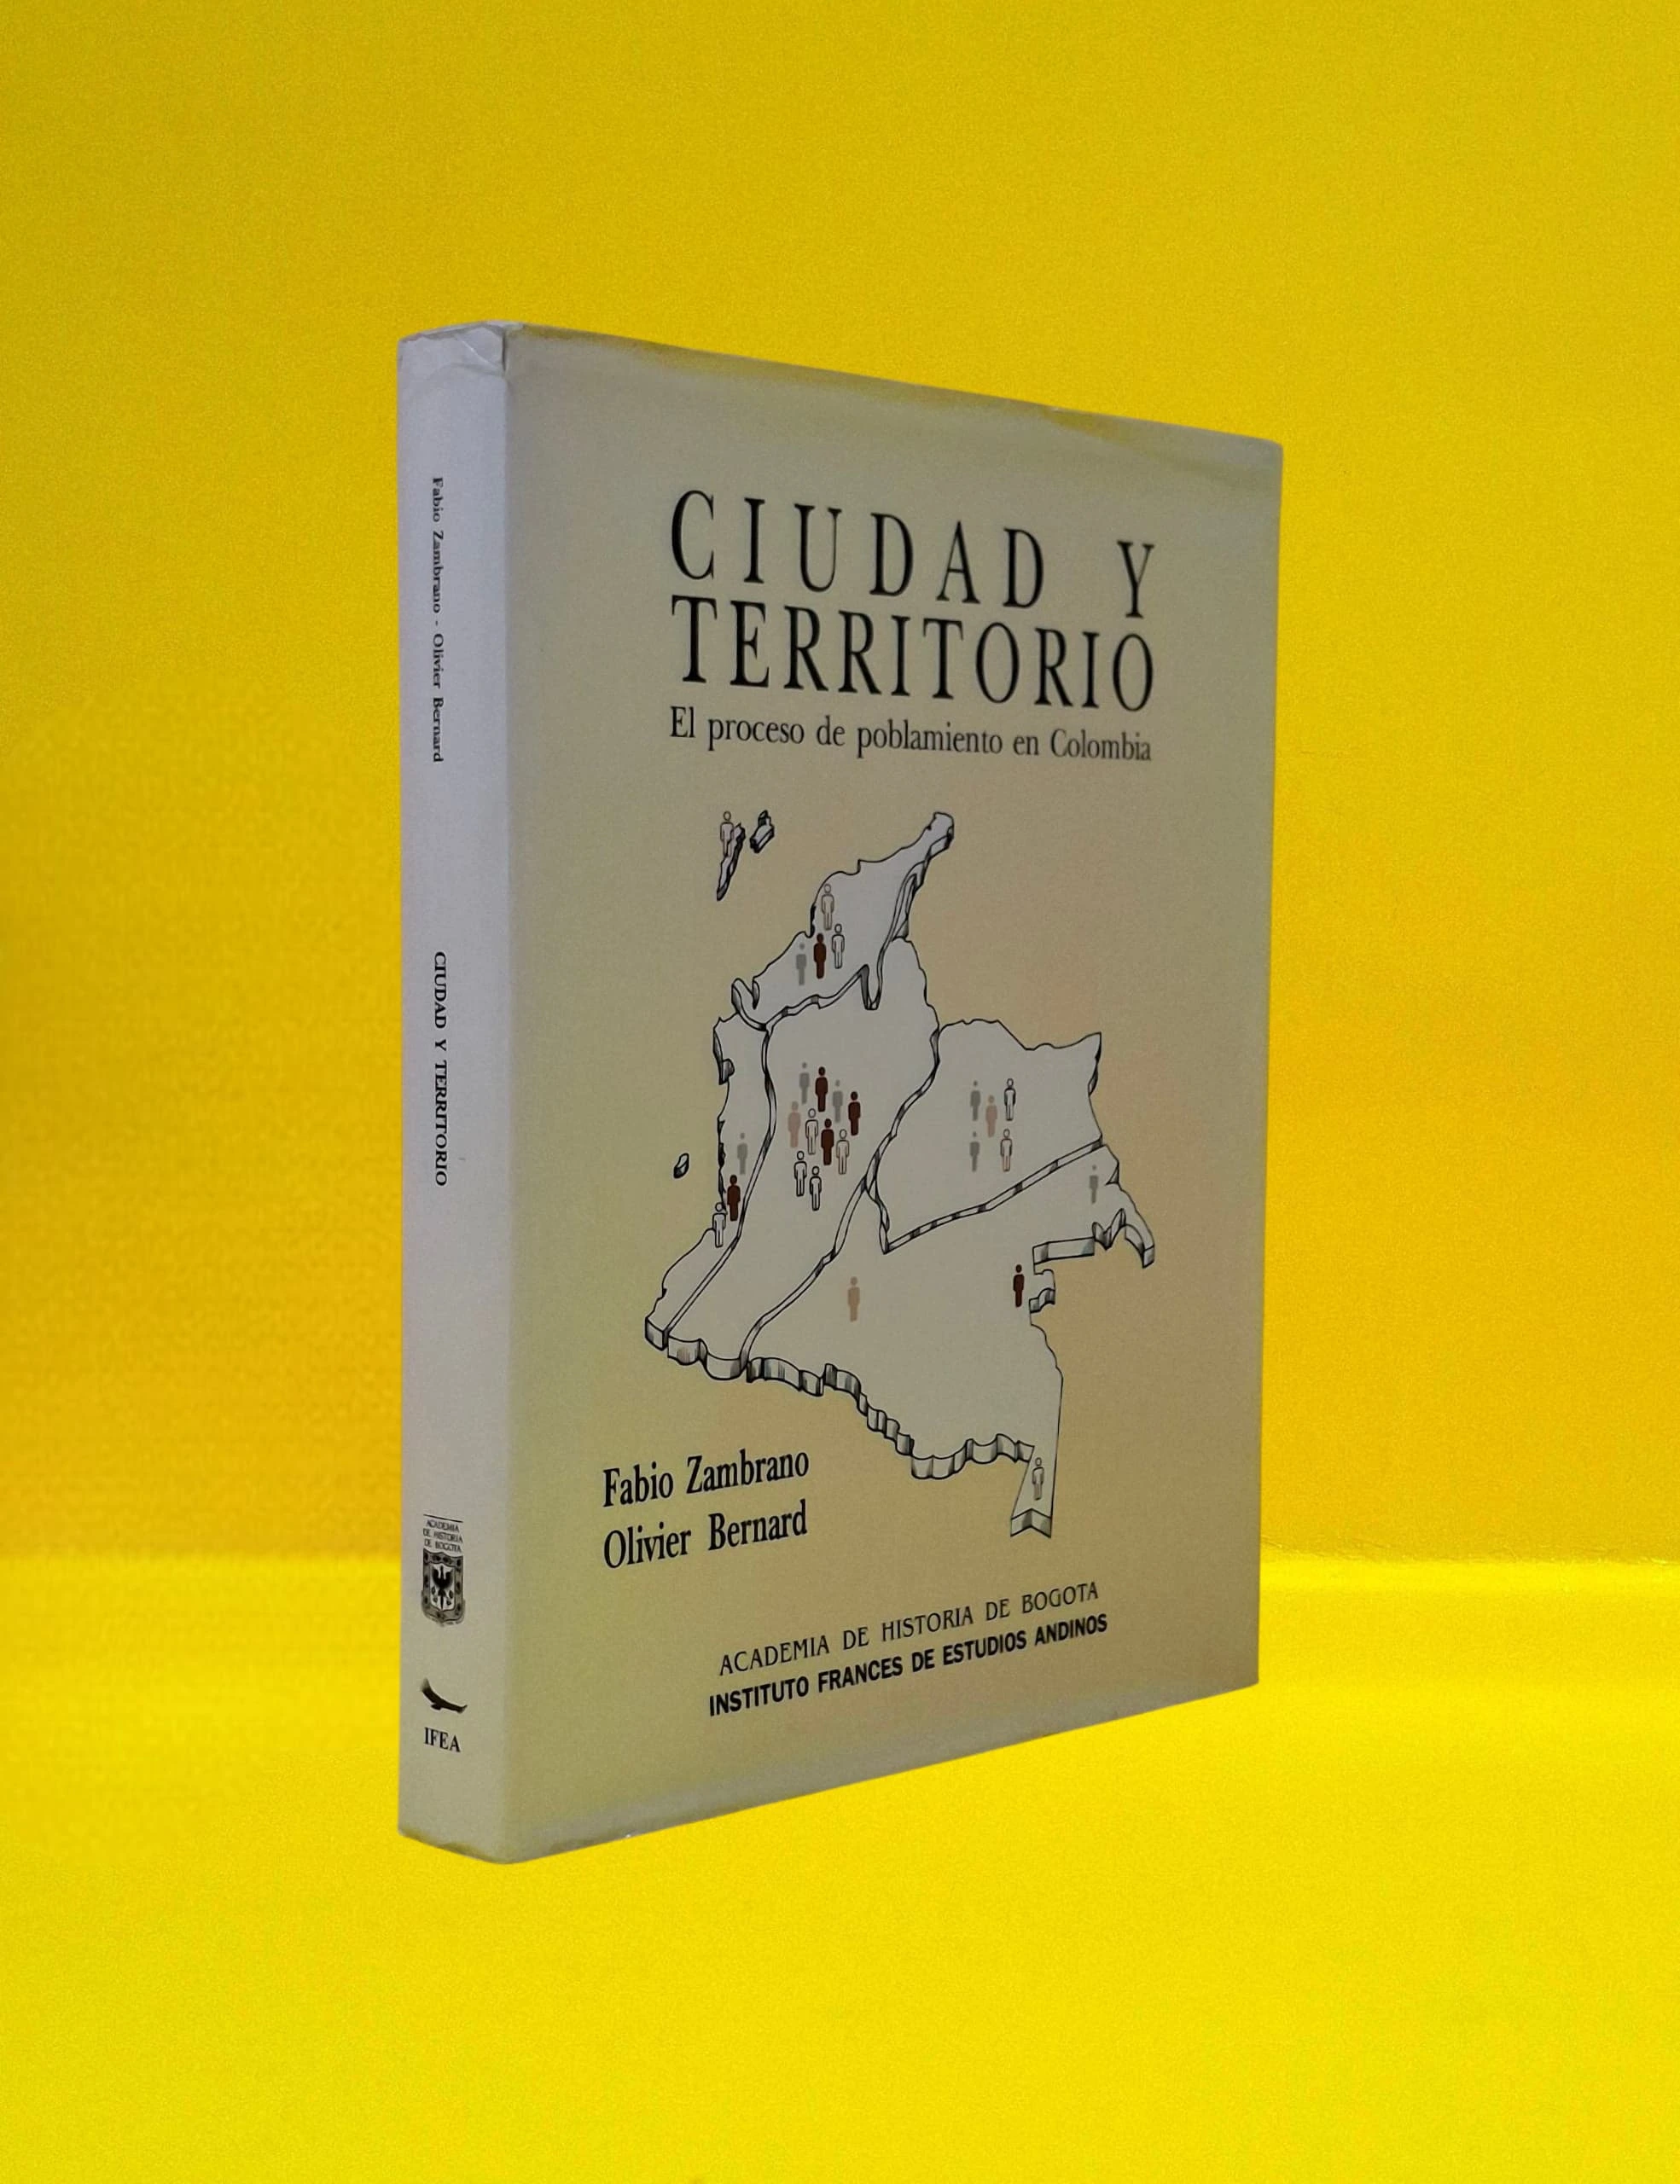 Fabio Zambrano - Olivier Bernard
CIUDAD Y TERRITORIO
ACADEMIA
DE HISTORIA
DE BOGOTA
IFEA
CIUDAD Y
TERRITORIO
El proceso de poblamiento en Colombia
Fabio Zambrano
Olivier Bernard
ACADEMIA DE HISTORIA DE BOGOTA
INSTITUTO FRANCES DE ESTUDIOS ANDINOS